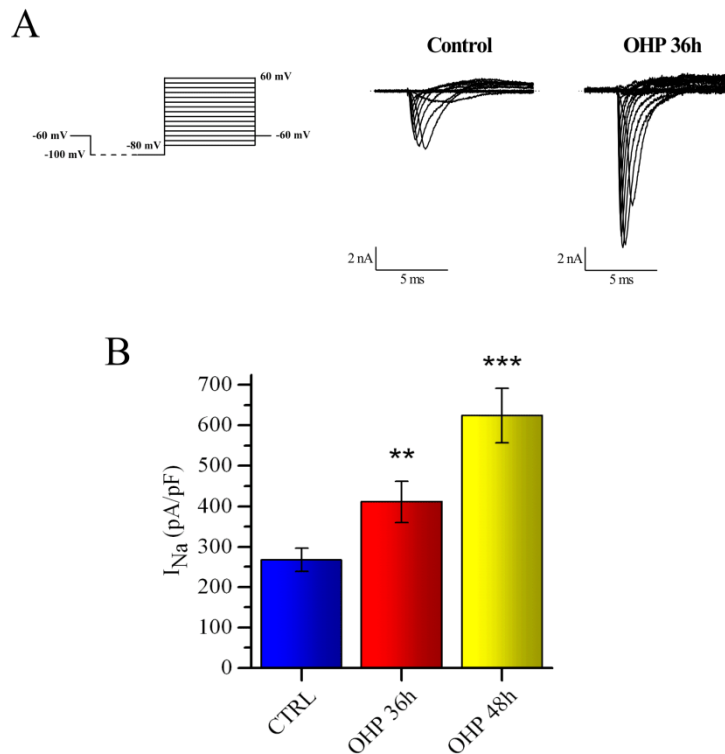 A
Control
OHP 36h
60 mV
-60 mV
-100 mV
-80 mV
-60 mV
2 nA
5 ms
2 nA
5 ms
B
***
**
700
600
500
400
300
200
100
0
I_Na (pA/pF)
CTRL
OHP 36h
OHP 48h